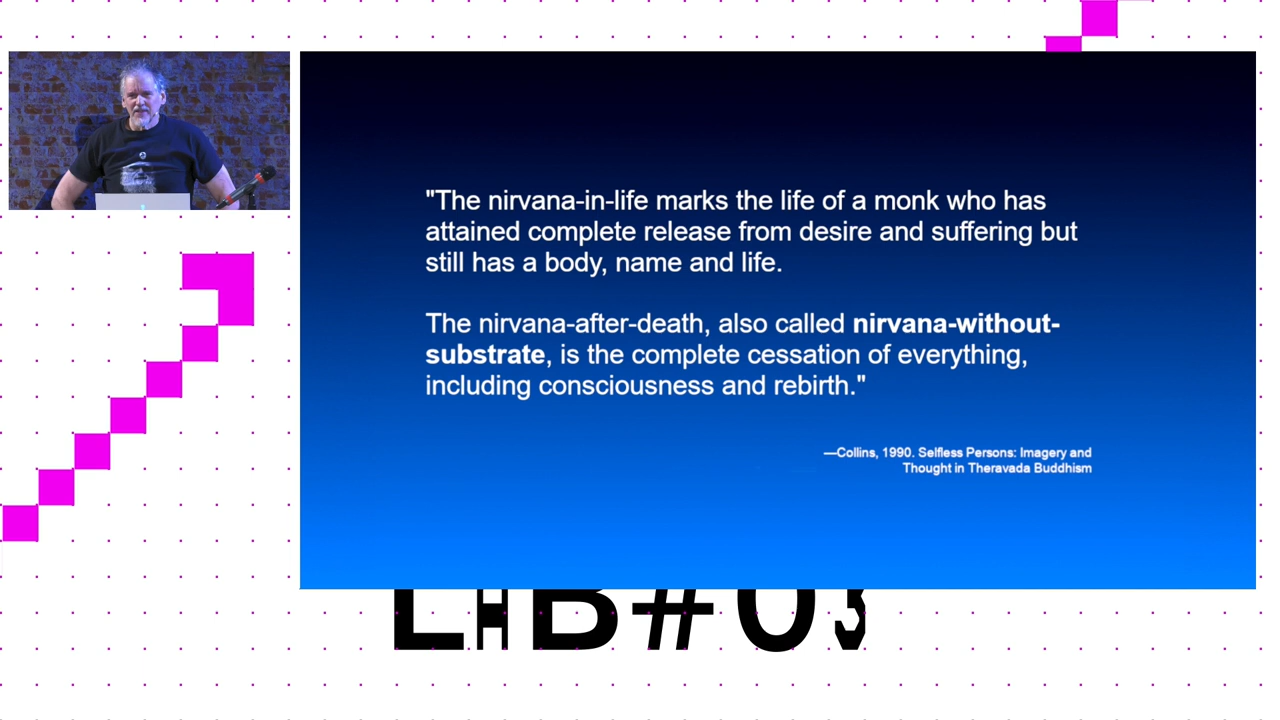 "The nirvana-in-life marks the life of a monk who has
attained complete release from desire and suffering but
still has a body, name and life.
The nirvana-after-death, also called nirvana-without-
substrate, is the complete cessation of everything,
including consciousness and rebirth."
—Collins, 1990. Selfless Persons: Imagery and
Thought in Theravada Buddhism